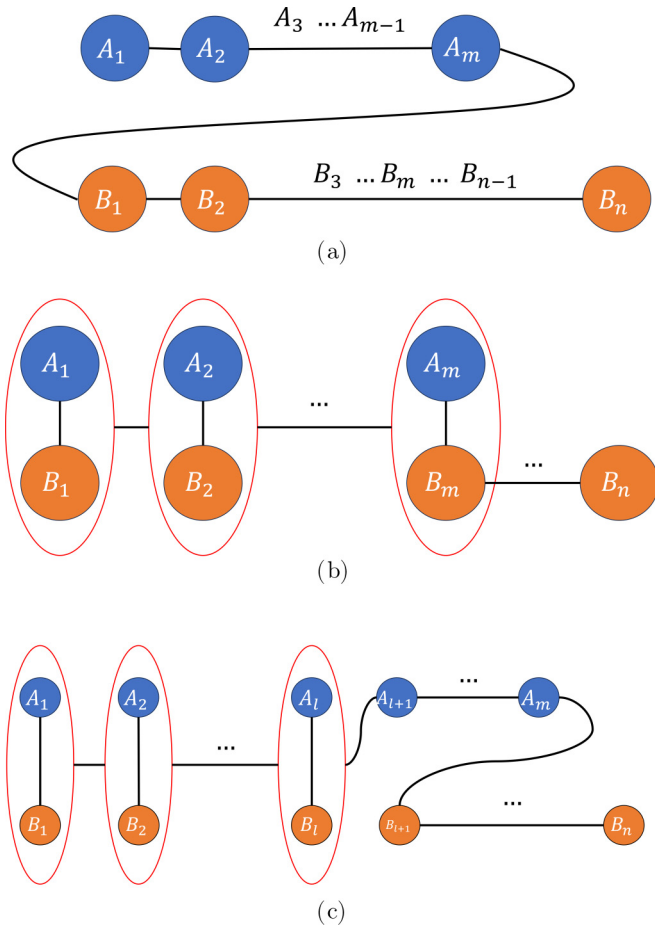 A₃ ... Aₘ₋₁
A₁ A₂ Aₘ
B₃ ... Bₘ ... Bₙ₋₁
B₁ B₂ Bₙ
(a)
A₁ A₂ Aₘ
...
B₁ B₂ Bₘ ... Bₙ
(b)
...
A₁ A₂ Aₗ Aₗ₊₁ Aₘ
...
...
B₁ B₂ Bₗ Bₗ₊₁ Bₙ
(c)